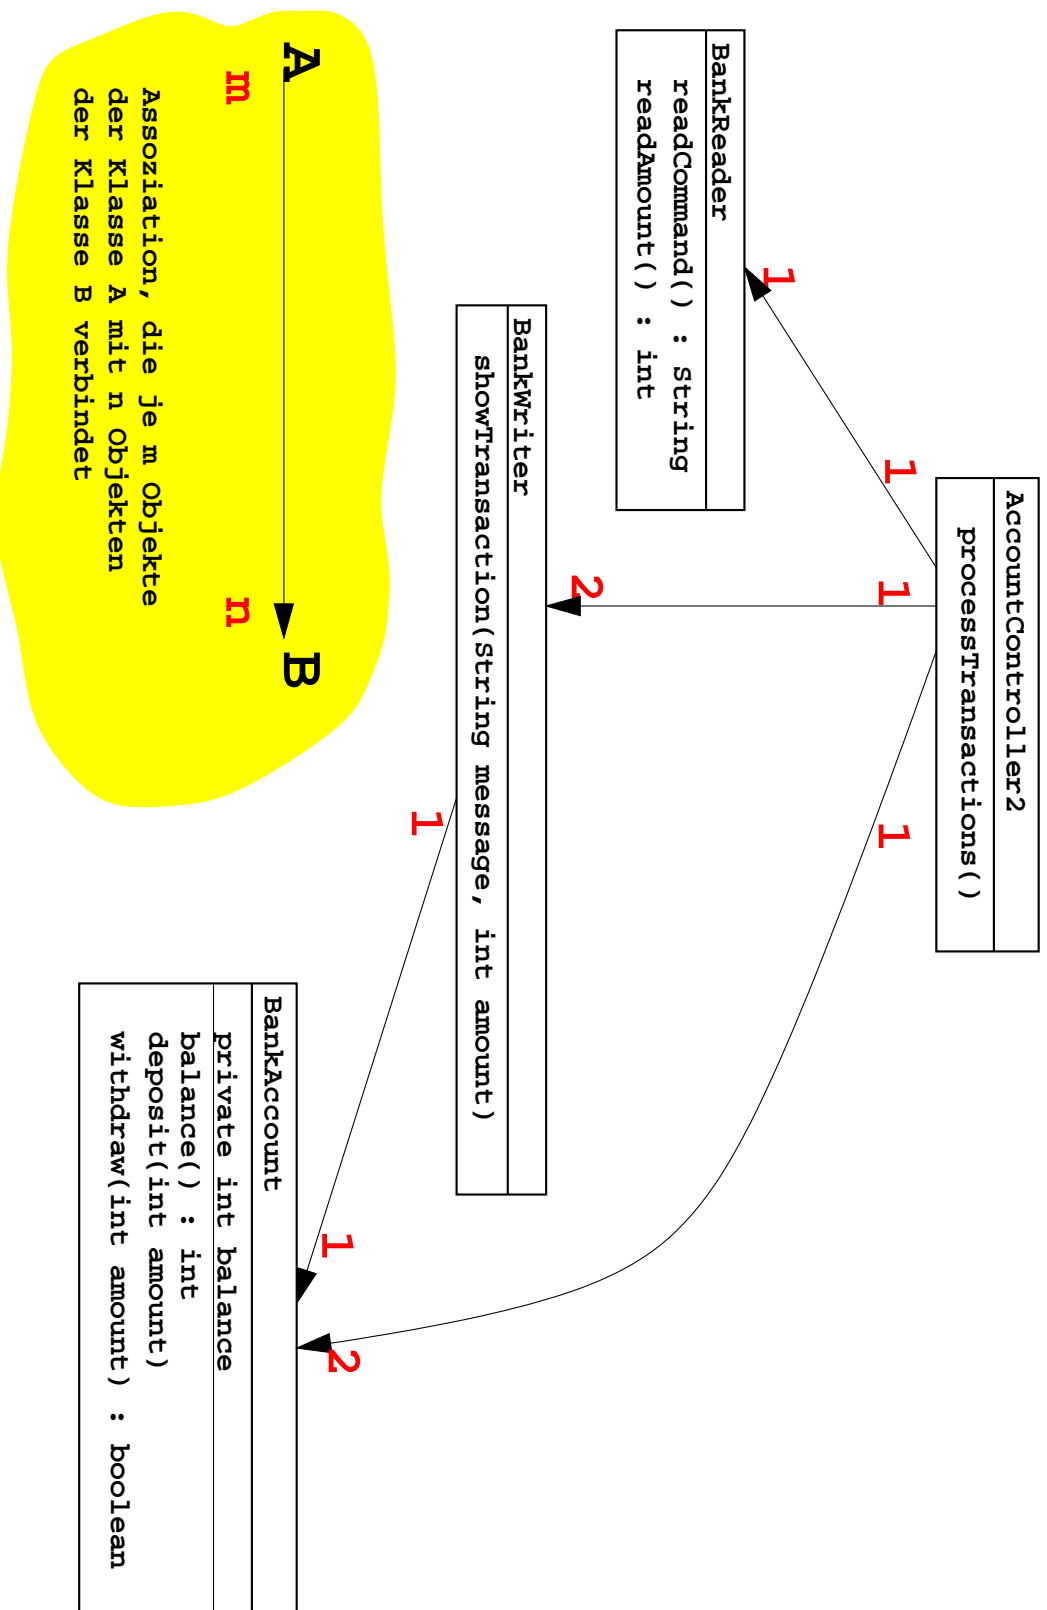 AccountController2
processTransactions()
1
1
1
1
2
BankReader
readCommand() : String
readAmount() : int
BankWriter
showTransaction(String message, int amount)
1
1
2
BankAccount
private int balance
balance() : int
deposit(int amount)
withdraw(int amount) : boolean
A
B
m
n
Assoziation, die je m Objekte
der Klasse A mit n Objekten
der Klasse B verbindet